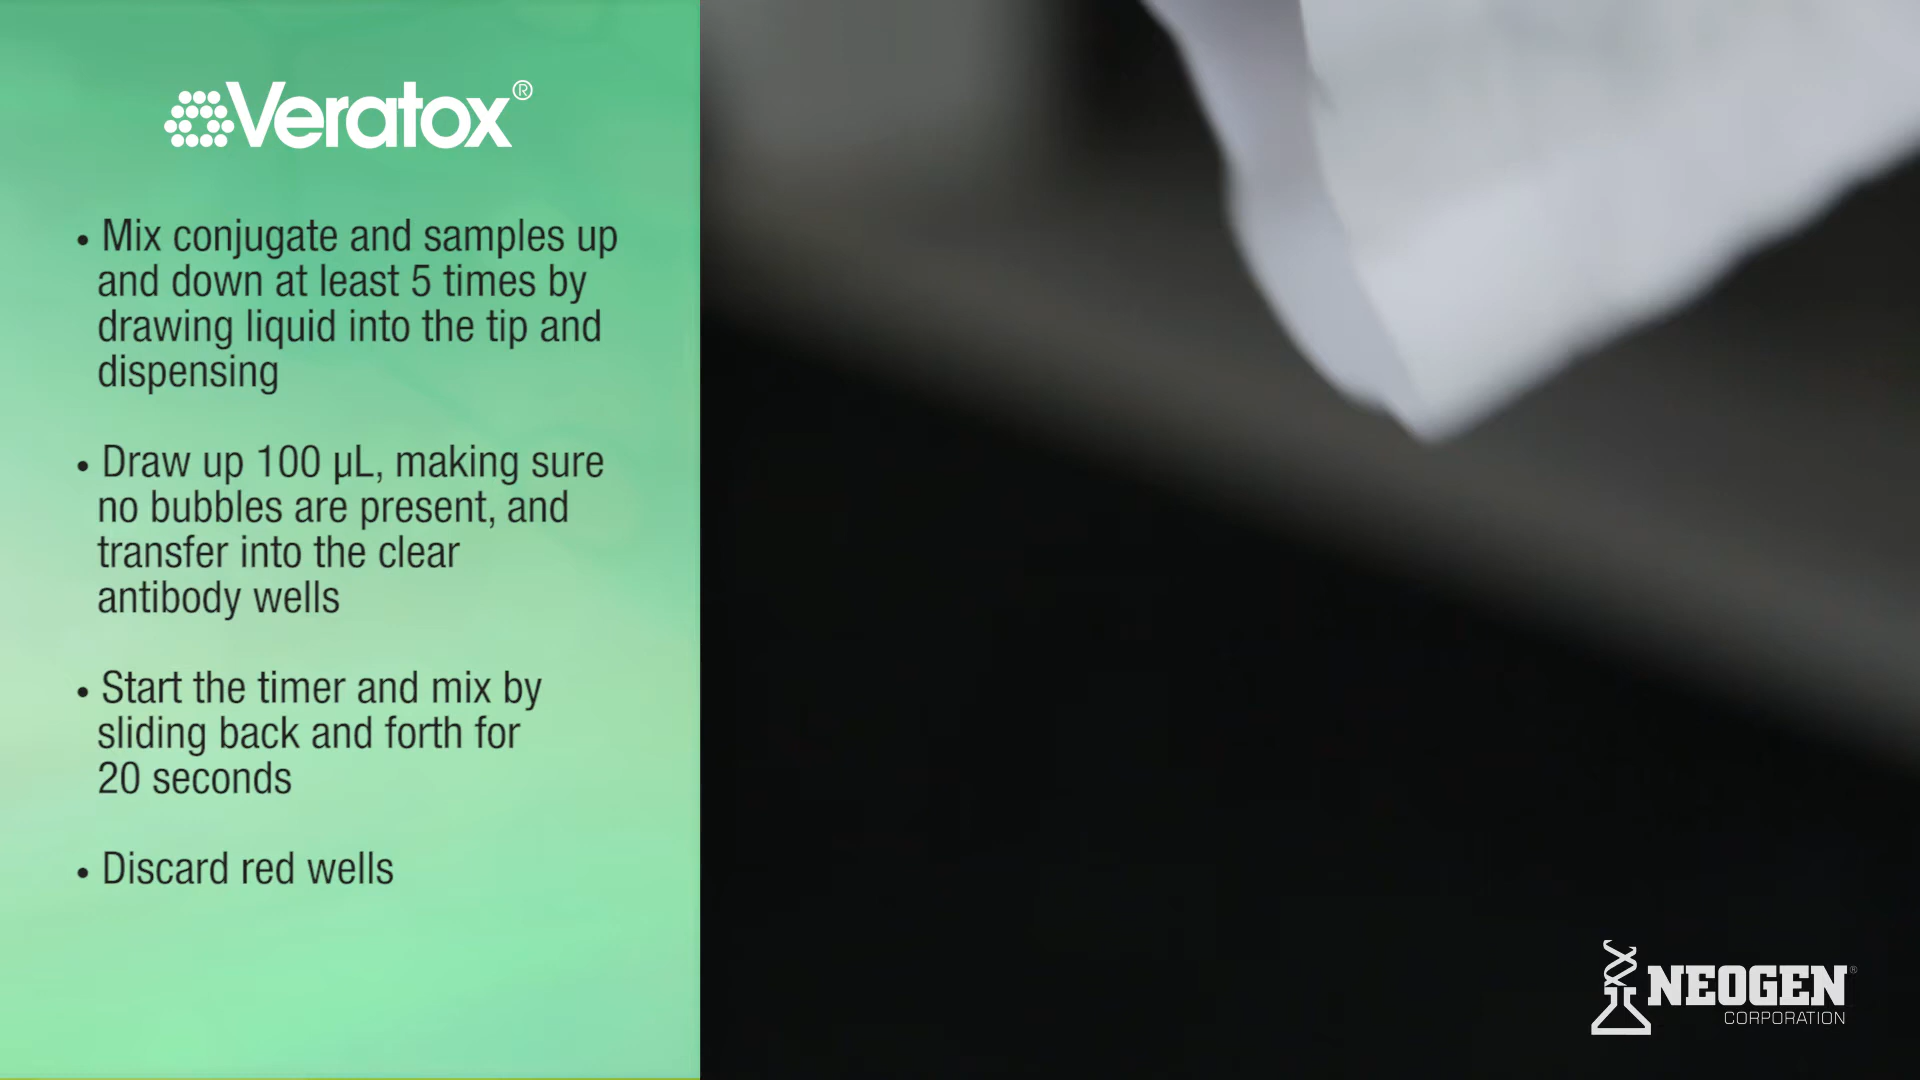 Veratox®
• Mix conjugate and samples up
and down at least 5 times by
drawing liquid into the tip and
dispensing
• Draw up 100 µL, making sure
no bubbles are present, and
transfer into the clear
antibody wells
• Start the timer and mix by
sliding back and forth for
20 seconds
• Discard red wells
NEOGEN®
CORPORATION